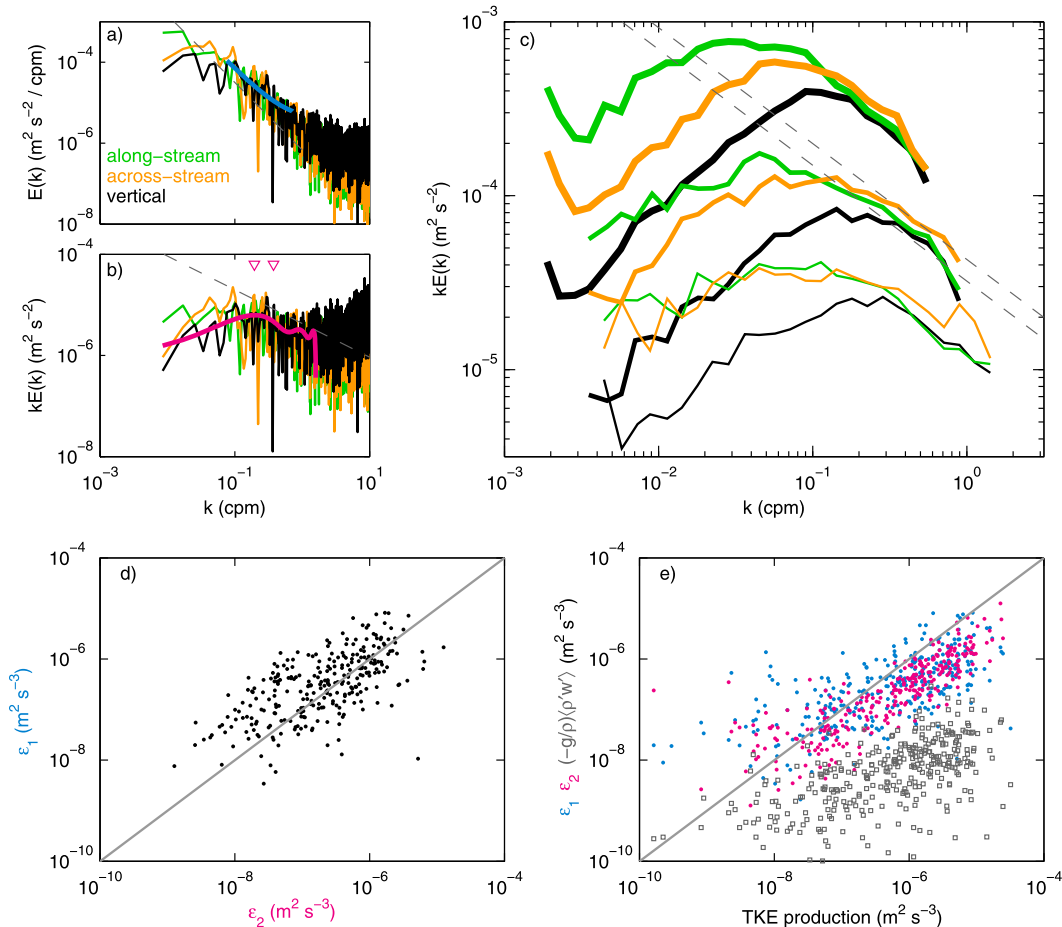 a)
E(k) (m² s⁻² / cpm)
10⁻⁴
10⁻⁶
10⁻⁸
along−stream
across−stream
vertical
b)
kE(k) (m² s⁻²)
10⁻⁴
10⁻⁶
10⁻⁸
10⁻³ 10⁻¹ 10¹
k (cpm)
c)
kE(k) (m² s⁻²)
10⁻³
10⁻⁴
10⁻⁵
10⁻³ 10⁻² 10⁻¹ 10⁰
k (cpm)
d)
ε₁ (m² s⁻³)
10⁻⁴
10⁻⁶
10⁻⁸
10⁻¹⁰
10⁻¹⁰ 10⁻⁸ 10⁻⁶ 10⁻⁴
ε₂ (m² s⁻³)
e)
ε₁ ε₂ (−g/ρ)⟨ρ'w'⟩ (m² s⁻³)
10⁻⁴
10⁻⁶
10⁻⁸
10⁻¹⁰
10⁻¹⁰ 10⁻⁸ 10⁻⁶ 10⁻⁴
TKE production (m² s⁻³)